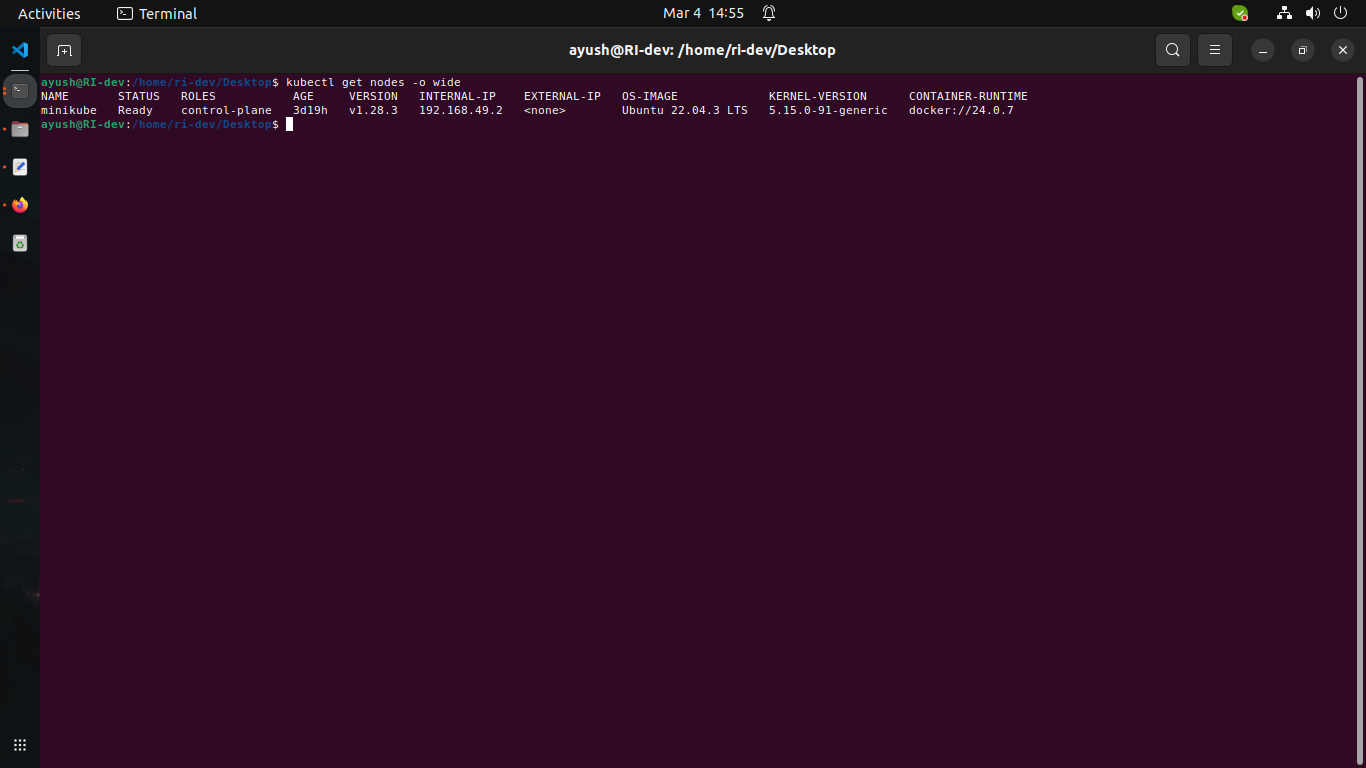 Activities Terminal Mar 4 14:55
ayush@RI-dev: /home/ri-dev/Desktop
ayush@RI-dev:/home/ri-dev/Desktop$ kubectl get nodes -o wide
NAME STATUS ROLES AGE VERSION INTERNAL-IP EXTERNAL-IP OS-IMAGE KERNEL-VERSION CONTAINER-RUNTIME
minikube Ready control-plane 3d19h v1.28.3 192.168.49.2 <none> Ubuntu 22.04.3 LTS 5.15.0-91-generic docker://24.0.7
ayush@RI-dev:/home/ri-dev/Desktop$